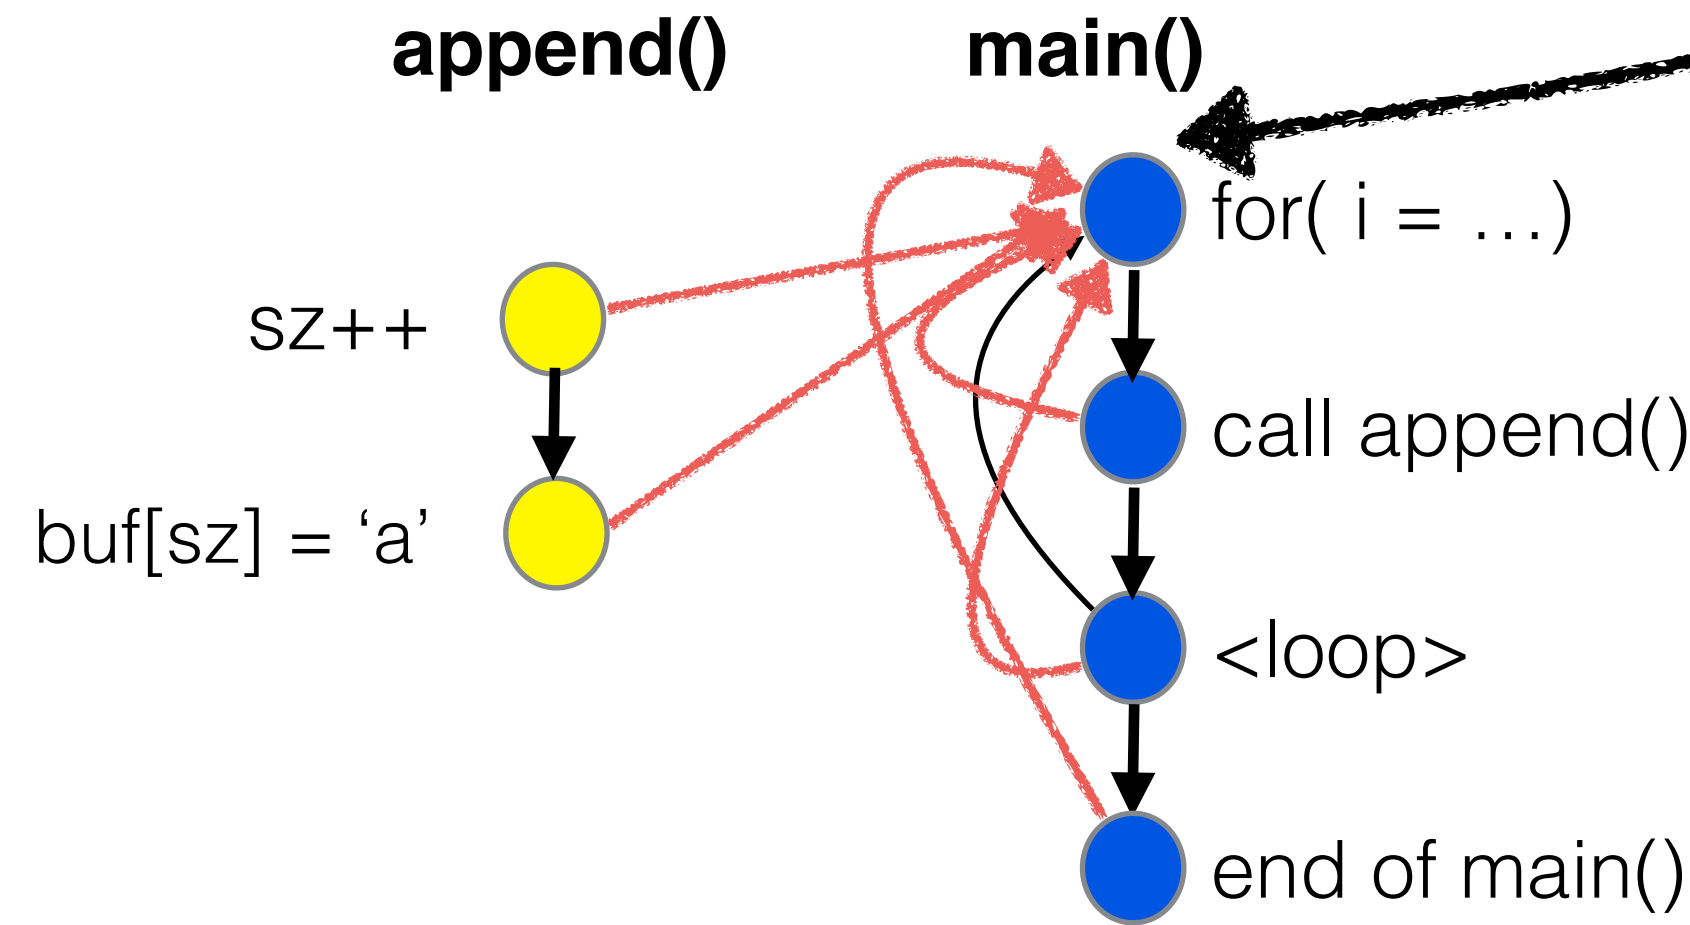 append()
main()
for( i = …)
sz++
call append()
buf[sz] = ‘a’
<loop>
end of main()